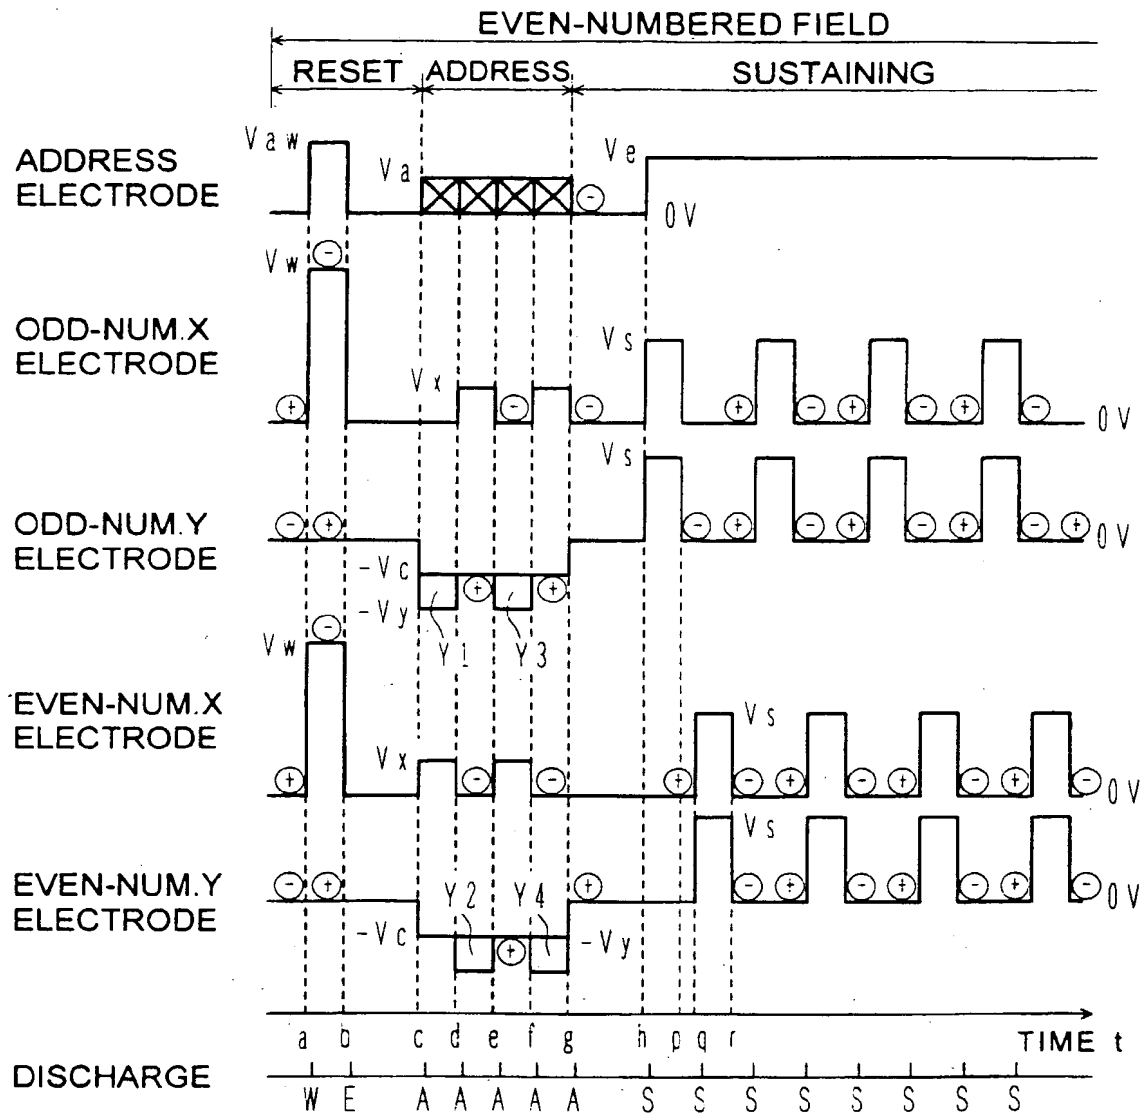 EVEN-NUMBERED FIELD
RESET ADDRESS SUSTAINING
Vaw
Va
Ve
ADDRESS
ELECTRODE
-
0V
Vw
-
ODD-NUM.X
ELECTRODE
Vs
Vx
+ - - + - + - + -
0V
Vs
ODD-NUM.Y
ELECTRODE
- + - + - + - + - +
0V
-Vc
+ +
-Vy
Y1 Y3
Vw
-
EVEN-NUM.X
ELECTRODE
Vs
Vx
+ - - + - + - + - + -
0V
Vs
EVEN-NUM.Y
ELECTRODE
- + Y2 Y4 + - + - + - + -
0V
-Vc
+
-Vy
a b c d e f g h p q r
TIME t
DISCHARGE
W E A A A A A S S S S S S S S